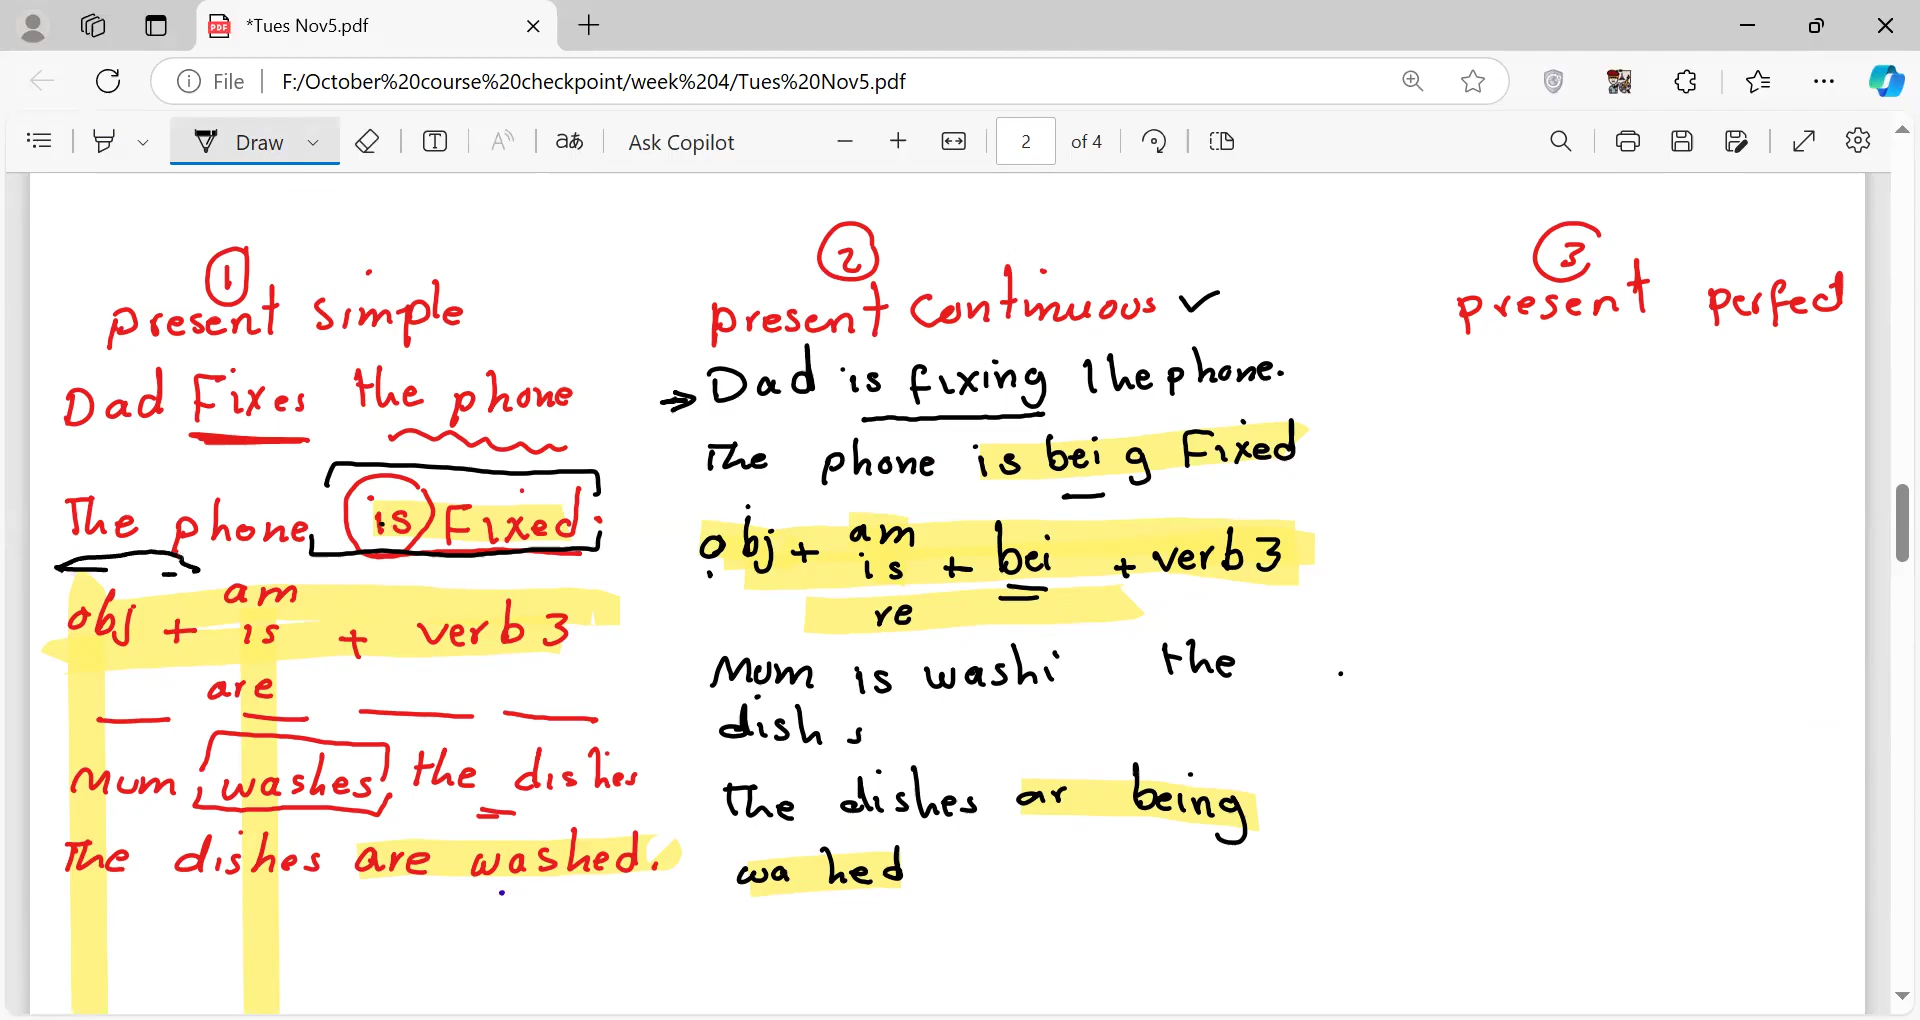 *Tues Nov5.pdf
File F:/October%20course%20checkpoint/week%204/Tues%20Nov5.pdf
Draw T A aあ Ask Copilot 2 of 4
1
present simple
Dad Fixes the phone
The phone is Fixed.
obj + am
is + verb 3
are
Mum washes the dishes
The dishes are washed.
2
present continuous ✓
→ Dad is fixing the phone.
The phone is bei g Fixed
obj + am
is + bei + verb 3
re
Mum is washi the
dish s
The dishes ar being
wa hed
3
present perfect